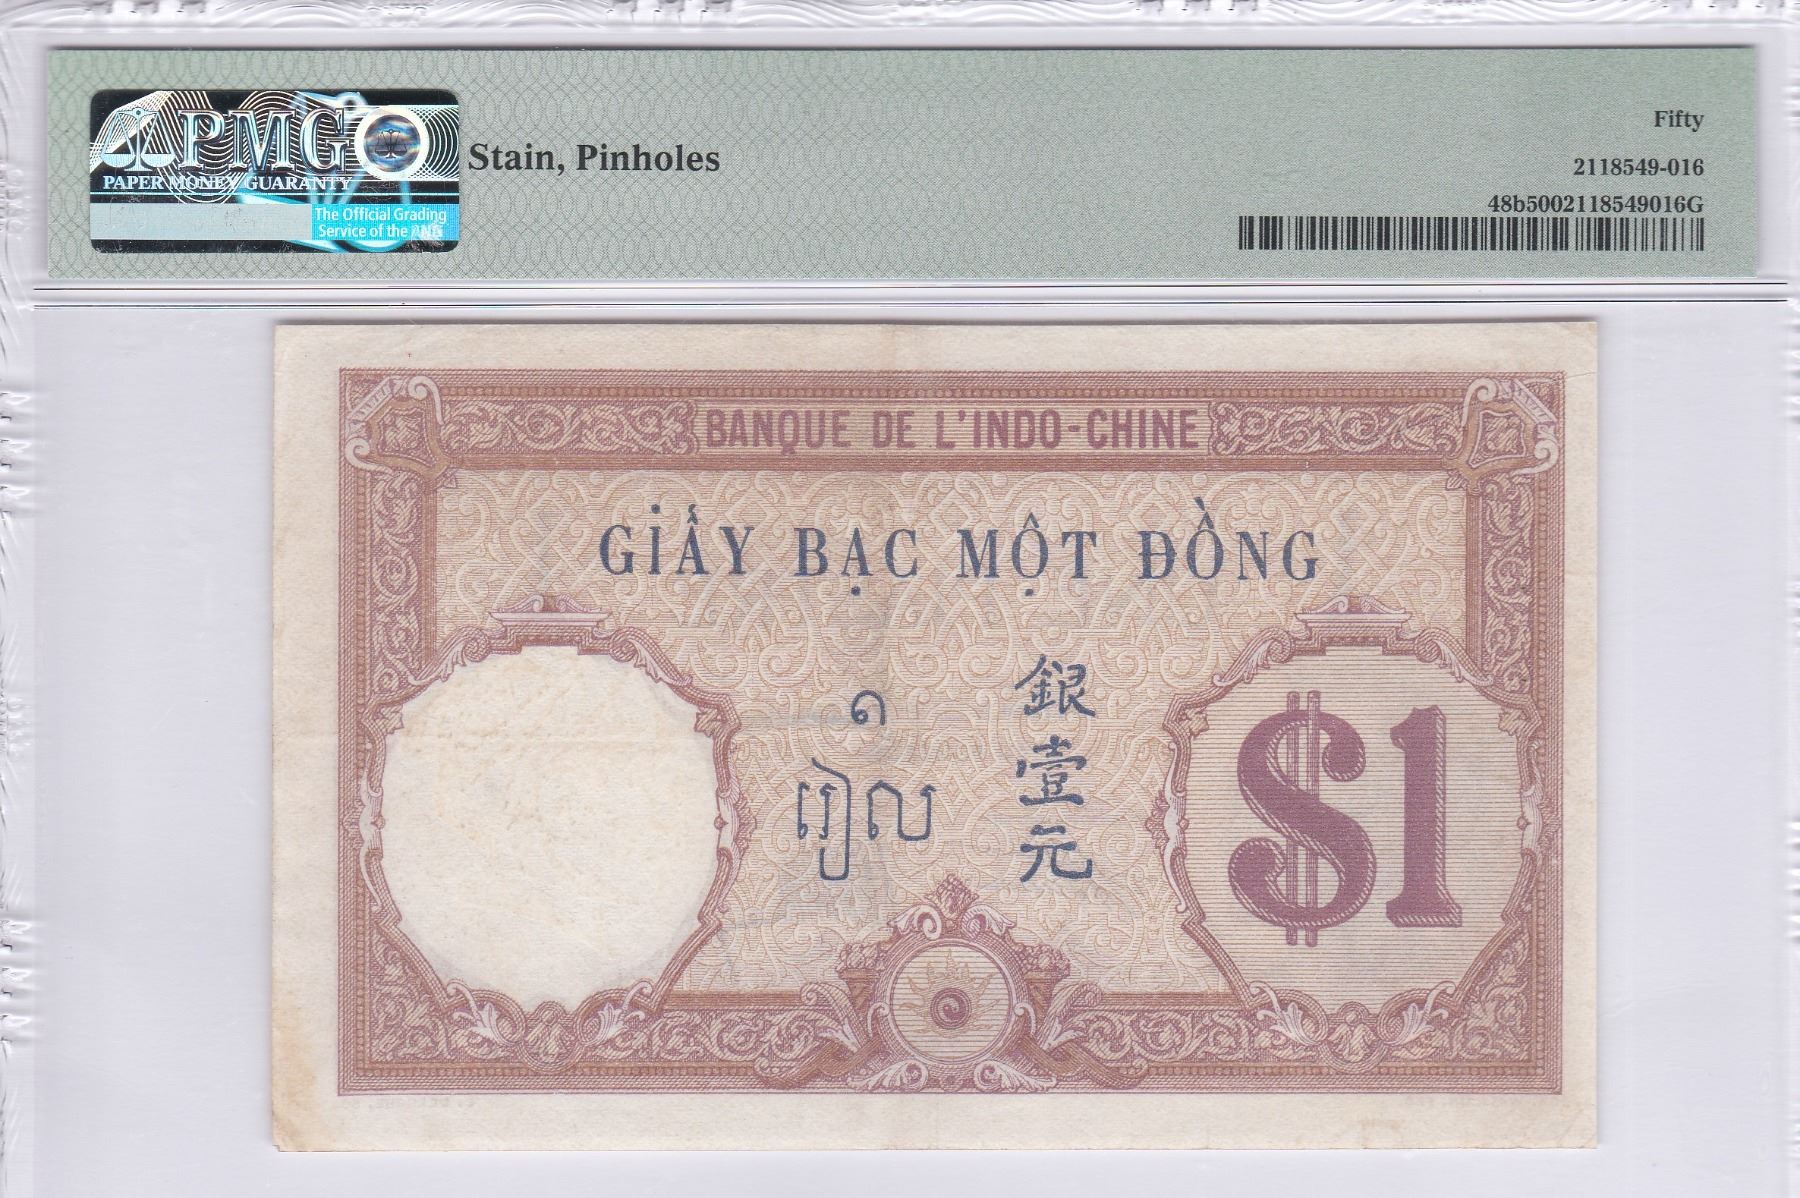 PMG
PAPER MONEY GUARANTY
The Official Grading
Service of the ANA
Stain, Pinholes
Fifty
2118549-016
48b5002118549016G
BANQUE DE L'INDO-CHINE
GIẤY BẠC MỘT ĐỒNG
១
រៀល
銀
壹
元
$1